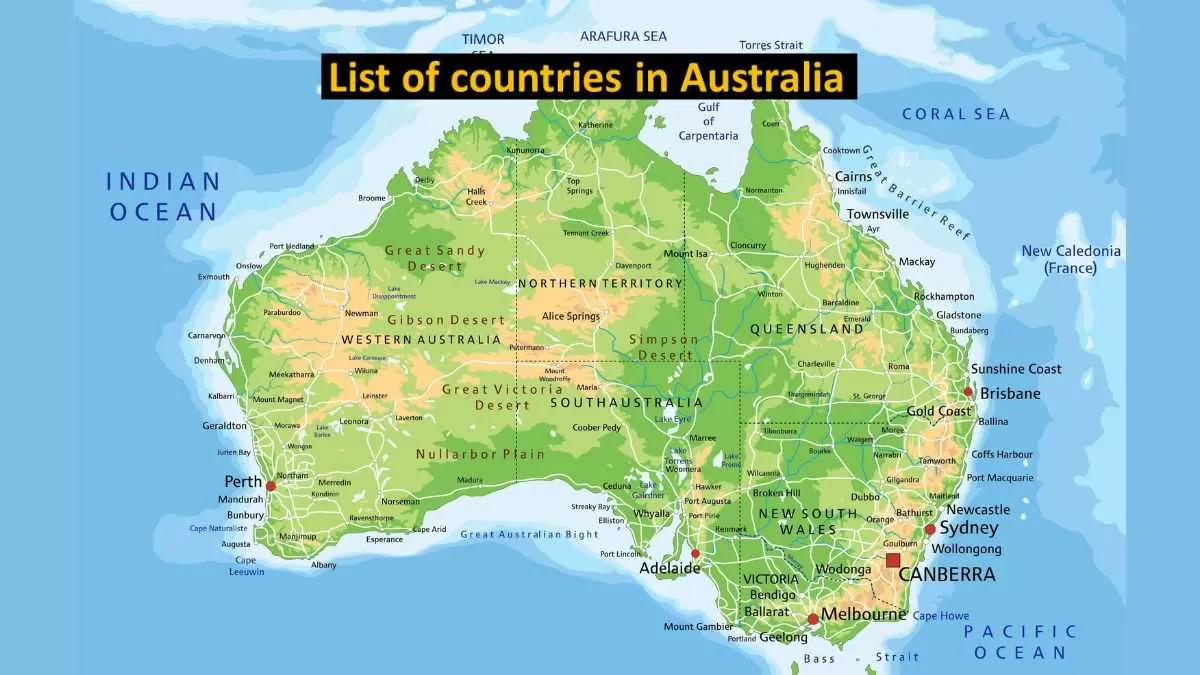 TIMOR
SEA
ARAFURA SEA
Torres Strait
List of countries in Australia
Gulf
of
Carpentaria
CORAL SEA
Katherine
Coen
Kununurra
Cooktown
Great Barrier Reef
INDIAN
OCEAN
Derby
Top
Springs
Cairns
Innisfail
Halls
Creek
Normanton
Broome
Townsville
Ayr
Tennant Creek
Port Hedland
Great Sandy
Desert
Cloncurry
Mount Isa
New Caledonia
(France)
Onslow
Davenport
Hughenden
Mackay
Exmouth
Lake Mackay
NORTHERN TERRITORY
Lake
Disappointment
Winton
Rockhampton
Barcaldine
Paraburdoo
Newman
Gibson Desert
Alice Springs
Emerald
Gladstone
QUEENSLAND
Bundaberg
Carnarvon
WESTERN AUSTRALIA
Simpson
Desert
Petermann
Denham
Lake Carnegie
Charleville
Roma
Wiluna
Meekatharra
Mount
Woodroffe
Sunshine Coast
Marla
Kalbarri
Mount Magnet
Leinster
Great Victoria
Desert
SOUTHAUSTRALIA
Thargomindah
St. George
Brisbane
Gold Coast
Laverton
Leonora
Lake Eyre
Ballina
Geraldton
Morawa
Lake
Barlee
Coober Pedy
Tibooburra
Moree
Marree
Walgett
Wongon
Jurien Bay
Nullarbor Plain
Lake
Torrens
Lake
Frome
Bourke
Narrabri
Coffs Harbour
Tamworth
Woomera
Wilcannia
Perth
Northam
Merredin
Madura
Ceduna
Lake
Gairdner
Hawker
Gilgandra
Port Macquarie
Mandurah
Kondinin
Norseman
Port Augusta
Broken Hill
Dubbo
Maitland
Bunbury
Streaky Bay
Whyalla
Port Pirie
NEW SOUTH
WALES
Orange
Bathurst
Newcastle
Cape Naturaliste
Ravensthorpe
Cape Arid
Elliston
Renmark
Sydney
Augusta
Manjimup
Esperance
Great Australian Bight
Goulburn
Wollongong
Cape
Leeuwin
Albany
Port Lincoln
Murray
Adelaide
Wodonga
CANBERRA
VICTORIA
Bendigo
Ballarat
Melbourne
Cape Howe
Mount Gambier
Portland
Geelong
PACIFIC
OCEAN
Bass Strait